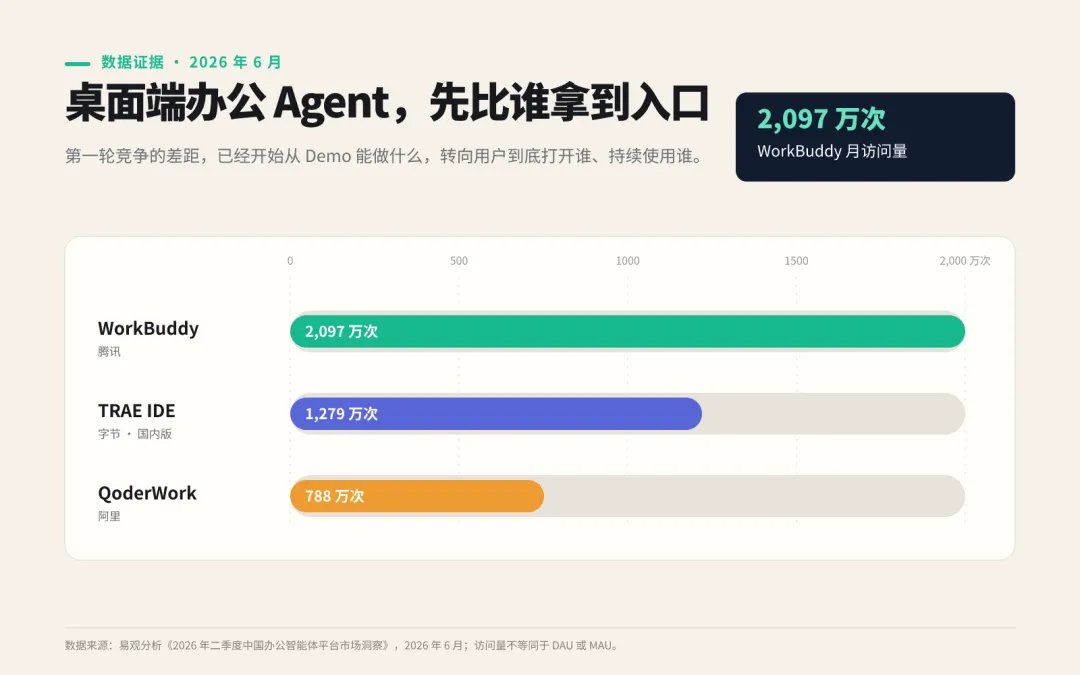 数据证据 · 2026 年 6 月
桌面端办公 Agent，先比谁拿到入口
第一轮竞争的差距，已经开始从 Demo 能做什么，转向用户到底打开谁、持续使用谁。
2,097 万次
WorkBuddy 月访问量
0 500 1000 1500 2,000 万次
WorkBuddy
腾讯
2,097 万次
TRAE IDE
字节 · 国内版
1,279 万次
QoderWork
阿里
788 万次
数据来源：易观分析《2026 年二季度中国办公智能体平台市场洞察》，2026 年 6 月；访问量不等同于 DAU 或 MAU。